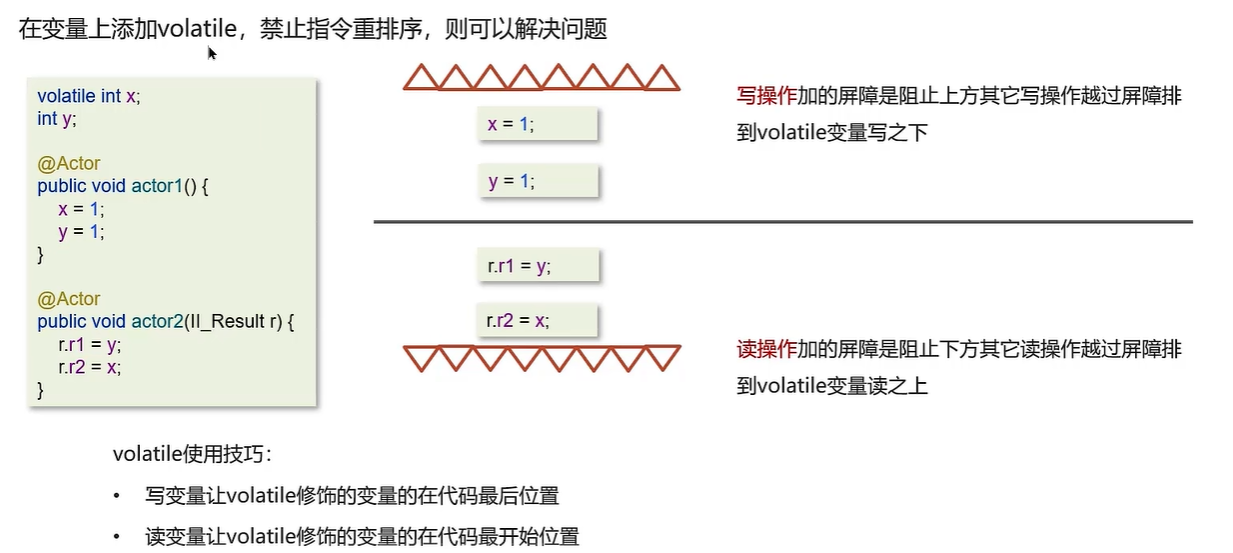 在变量上添加volatile，禁止指令重排序，则可以解决问题
volatile int x;
int y;
@Actor
public void actor1() {
x = 1;
y = 1;
}
@Actor
public void actor2(II_Result r) {
r.r1 = y;
r.r2 = x;
}
x = 1;
y = 1;
写操作加的屏障是阻止上方其它写操作越过屏障排
到volatile变量写之下
r.r1 = y;
r.r2 = x;
读操作加的屏障是阻止下方其它读操作越过屏障排
到volatile变量读之上
volatile使用技巧：
• 写变量让volatile修饰的变量的在代码最后位置
• 读变量让volatile修饰的变量的在代码最开始位置